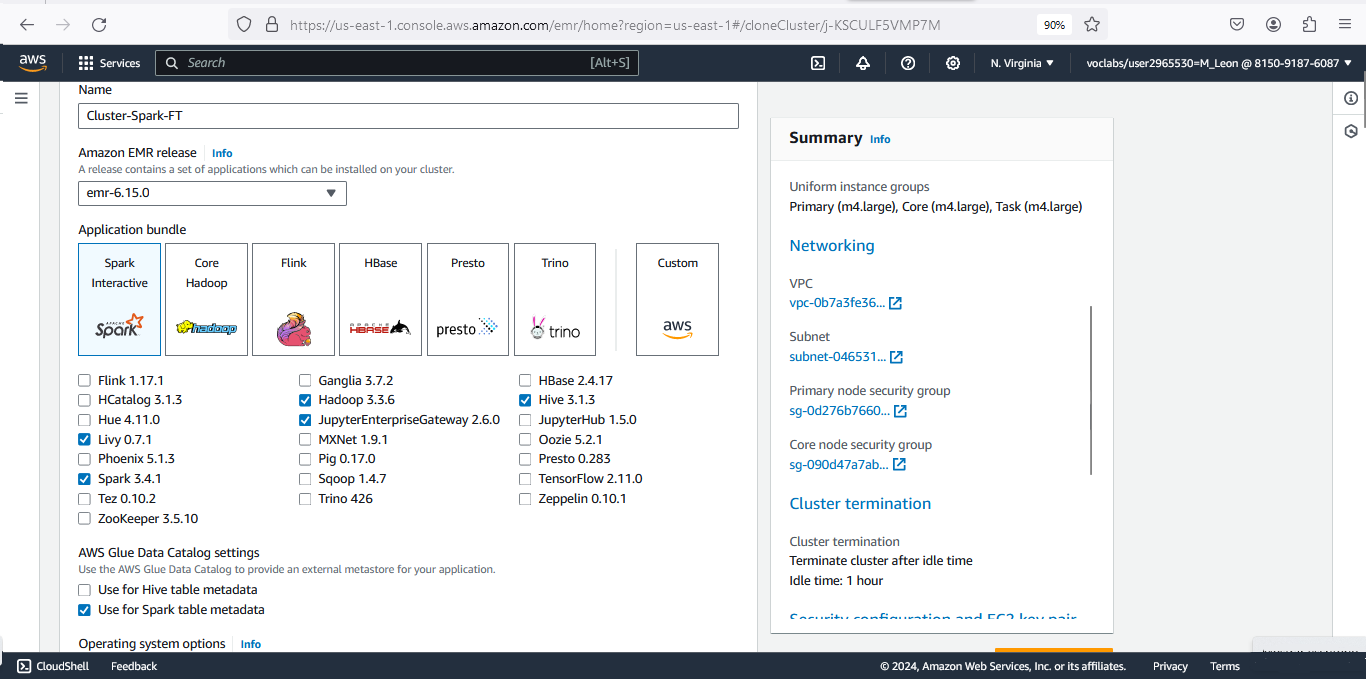 https://us-east-1.console.aws.amazon.com/emr/home?region=us-east-1#/cloneCluster/j-KSCULF5VMP7M
90%
aws
Services
Search
[Alt+S]
N. Virginia
voclabs/user2965530=M_Leon @ 8150-9187-6087
Name
Cluster-Spark-FT
Amazon EMR release
Info
A release contains a set of applications which can be installed on your cluster.
emr-6.15.0
Application bundle
Spark Interactive
APACHE Spark
Core Hadoop
hadoop
Flink
HBase
APACHE HBASE
Presto
presto
Trino
trino
Custom
aws
Flink 1.17.1
Ganglia 3.7.2
HBase 2.4.17
HCatalog 3.1.3
Hadoop 3.3.6
Hive 3.1.3
Hue 4.11.0
JupyterEnterpriseGateway 2.6.0
JupyterHub 1.5.0
Livy 0.7.1
MXNet 1.9.1
Oozie 5.2.1
Phoenix 5.1.3
Pig 0.17.0
Presto 0.283
Spark 3.4.1
Sqoop 1.4.7
TensorFlow 2.11.0
Tez 0.10.2
Trino 426
Zeppelin 0.10.1
ZooKeeper 3.5.10
AWS Glue Data Catalog settings
Use the AWS Glue Data Catalog to provide an external metastore for your application.
Use for Hive table metadata
Use for Spark table metadata
Operating system options
Info
Summary
Info
Uniform instance groups
Primary (m4.large), Core (m4.large), Task (m4.large)
Networking
VPC
vpc-0b7a3fe36...
Subnet
subnet-046531...
Primary node security group
sg-0d276b7660...
Core node security group
sg-090d47a7ab...
Cluster termination
Cluster termination
Terminate cluster after idle time
Idle time: 1 hour
Security configuration and EC2 key pair
CloudShell
Feedback
© 2024, Amazon Web Services, Inc. or its affiliates.
Privacy
Terms